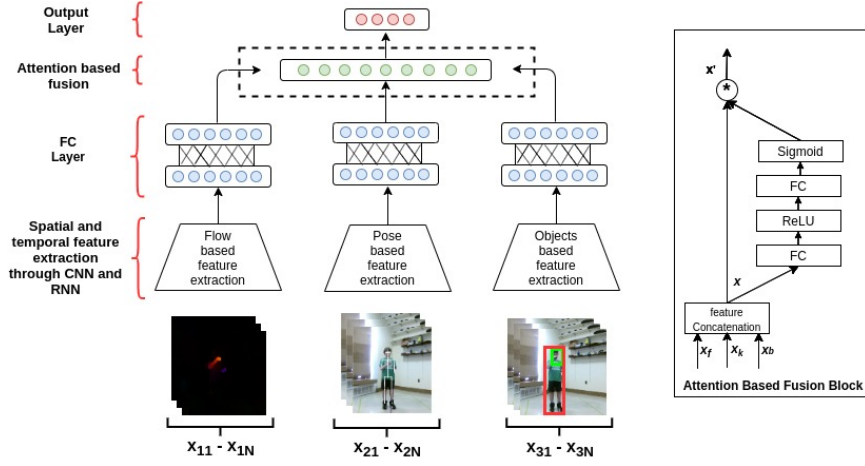 Output
Layer
Attention based
fusion
FC
Layer
Spatial and
temporal feature
extraction
through CNN and
RNN
Flow
based
feature
extraction
Pose
based
feature
extraction
Objects
based
feature
extraction
x11 - x1N
x21 - x2N
x31 - x3N
x'
*
Sigmoid
FC
ReLU
FC
x
feature
Concatenation
xf
xk
xb
Attention Based Fusion Block